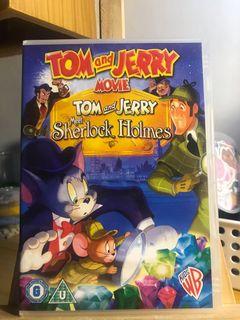 TOM and JERRY
MOVIE
TOM and JERRY
Meet
Sherlock Holmes
G
U
WB